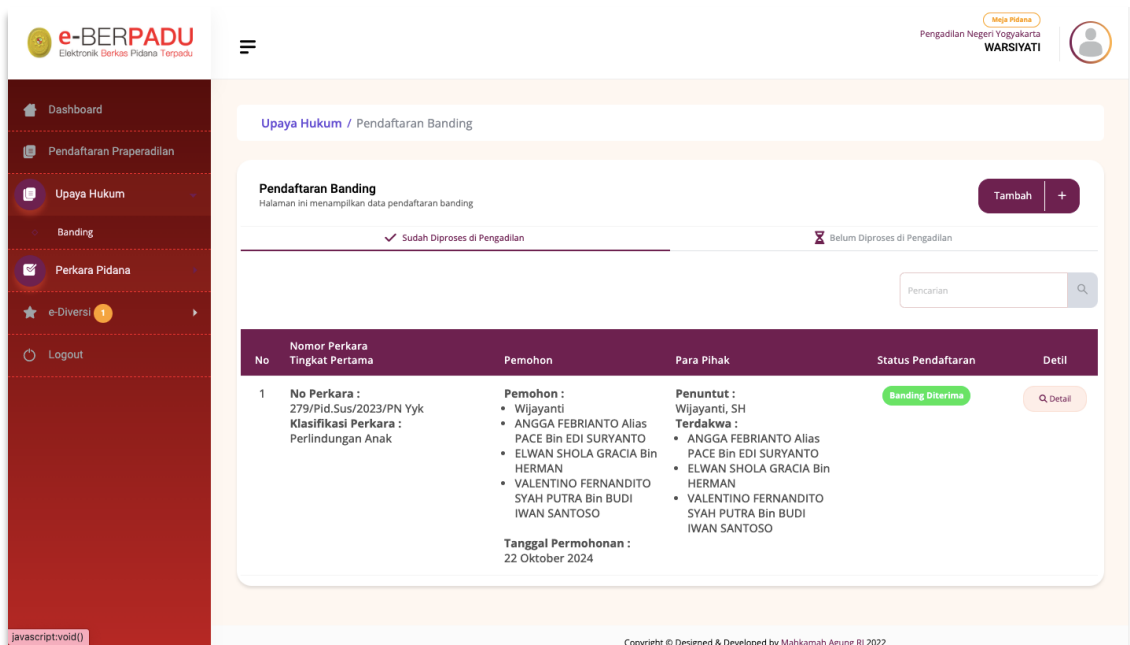 e-BERPADU
Elektronik Berkas Pidana Terpadu
Meja Pidana
Pengadilan Negeri Yogyakarta
WARSIYATI
Dashboard
Pendaftaran Praperadilan
Upaya Hukum
Banding
Perkara Pidana
e-Diversi 1
Logout
Upaya Hukum / Pendaftaran Banding
Pendaftaran Banding
Halaman ini menampilkan data pendaftaran banding
Tambah +
Sudah Diproses di Pengadilan
Belum Diproses di Pengadilan
Pencarian
No
Nomor Perkara
Tingkat Pertama
Pemohon
Para Pihak
Status Pendaftaran
Detil
1
No Perkara :
279/Pid.Sus/2023/PN Yyk
Klasifikasi Perkara :
Perlindungan Anak
Pemohon :
• Wijayanti
• ANGGA FEBRIANTO Alias
PACE Bin EDI SURYANTO
• ELWAN SHOLA GRACIA Bin
HERMAN
• VALENTINO FERNANDITO
SYAH PUTRA Bin BUDI
IWAN SANTOSO
Tanggal Permohonan :
22 Oktober 2024
Penuntut :
Wijayanti, SH
Terdakwa :
• ANGGA FEBRIANTO Alias
PACE Bin EDI SURYANTO
• ELWAN SHOLA GRACIA Bin
HERMAN
• VALENTINO FERNANDITO
SYAH PUTRA Bin BUDI
IWAN SANTOSO
Banding Diterima
Detail
javascript:void()
Copyright © Designed & Developed by Mahkamah Agung RI 2022